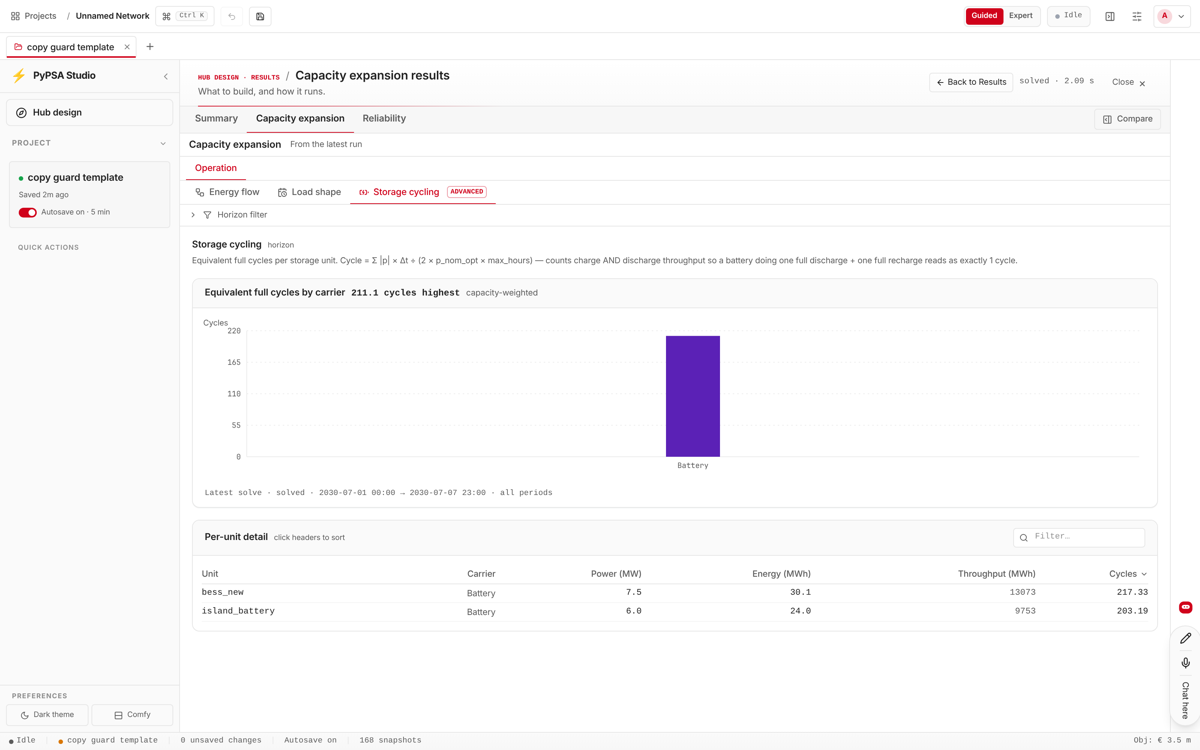 Projects / Unnamed Network Ctrl K Guided Expert Idle A
copy guard template
PyPSA Studio
Hub design
PROJECT
copy guard template
Saved 2m ago
Autosave on · 5 min
QUICK ACTIONS
HUB DESIGN · RESULTS / Capacity expansion results
What to build, and how it runs.
Back to Results solved · 2.09 s Close
Summary Capacity expansion Reliability Compare
Capacity expansion From the latest run
Operation
Energy flow Load shape Storage cycling ADVANCED
Horizon filter
Storage cycling horizon
Equivalent full cycles per storage unit. Cycle = Σ |p| × Δt ÷ (2 × p_nom_opt × max_hours) — counts charge AND discharge throughput so a battery doing one full discharge + one full recharge reads as exactly 1 cycle.
Equivalent full cycles by carrier 211.1 cycles highest capacity-weighted
Cycles
220
165
110
55
0
Battery
Latest solve · solved · 2030-07-01 00:00 → 2030-07-07 23:00 · all periods
Per-unit detail click headers to sort Filter…
Unit Carrier Power (MW) Energy (MWh) Throughput (MWh) Cycles
bess_new Battery 7.5 30.1 13073 217.33
island_battery Battery 6.0 24.0 9753 203.19
Chat here
PREFERENCES
Dark theme Comfy
Idle copy guard template 0 unsaved changes Autosave on 168 snapshots Obj: € 3.5 m